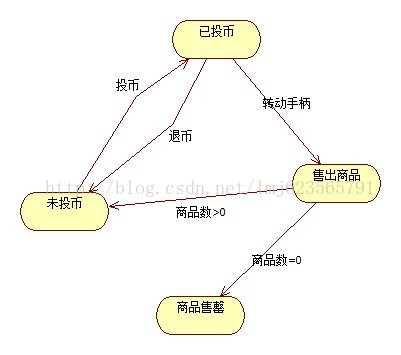 已投币
投币
转动手柄
退币
http://blog.csdn.net/lmj623565791
售出商品
未投币
商品数>0
商品数=0
商品售罄